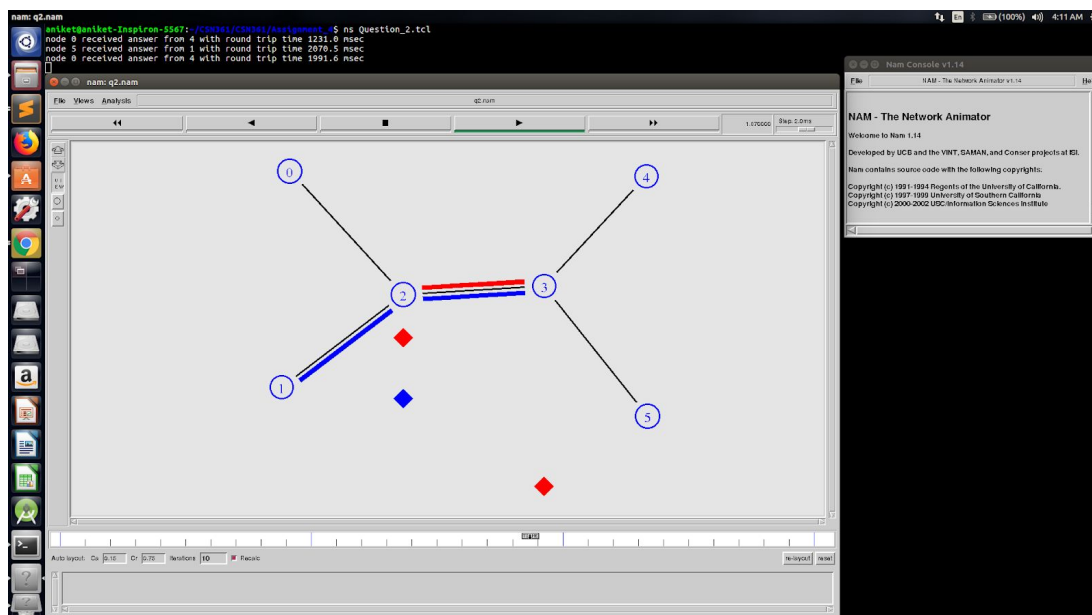 nam: q2.nam
En (100%) 4:11 AM
aniket@aniket-Inspiron-5567:~/CSN361/CSN361/Assignment_ $ ns Question_2.tcl
node 0 received answer from 4 with round trip time 1231.0 msec
node 5 received answer from 1 with round trip time 2070.5 msec
node 0 received answer from 4 with round trip time 1991.6 msec
nam: q2.nam
File Views Analysis q2.nam
Step: 2.0ms
Nam Console v1.14
File NAM - The Network Animator v1.14 He
NAM - The Network Animator
Welcome to Nam 1.14
Developed by UCB and the VINT, SAMAN, and Conser projects at ISI.
Nam contains source code with the following copyrights:
Copyright (c) 1991-1994 Regents of the University of California.
Copyright (c) 1997-1999 University of Southern California
Copyright (c) 2000-2002 USC/Information Sciences Institute
0
4
2
3
1
5
Auto layout: Ca 0.15 Cr 0.75 Iterations 10 Recalc re-layout reset